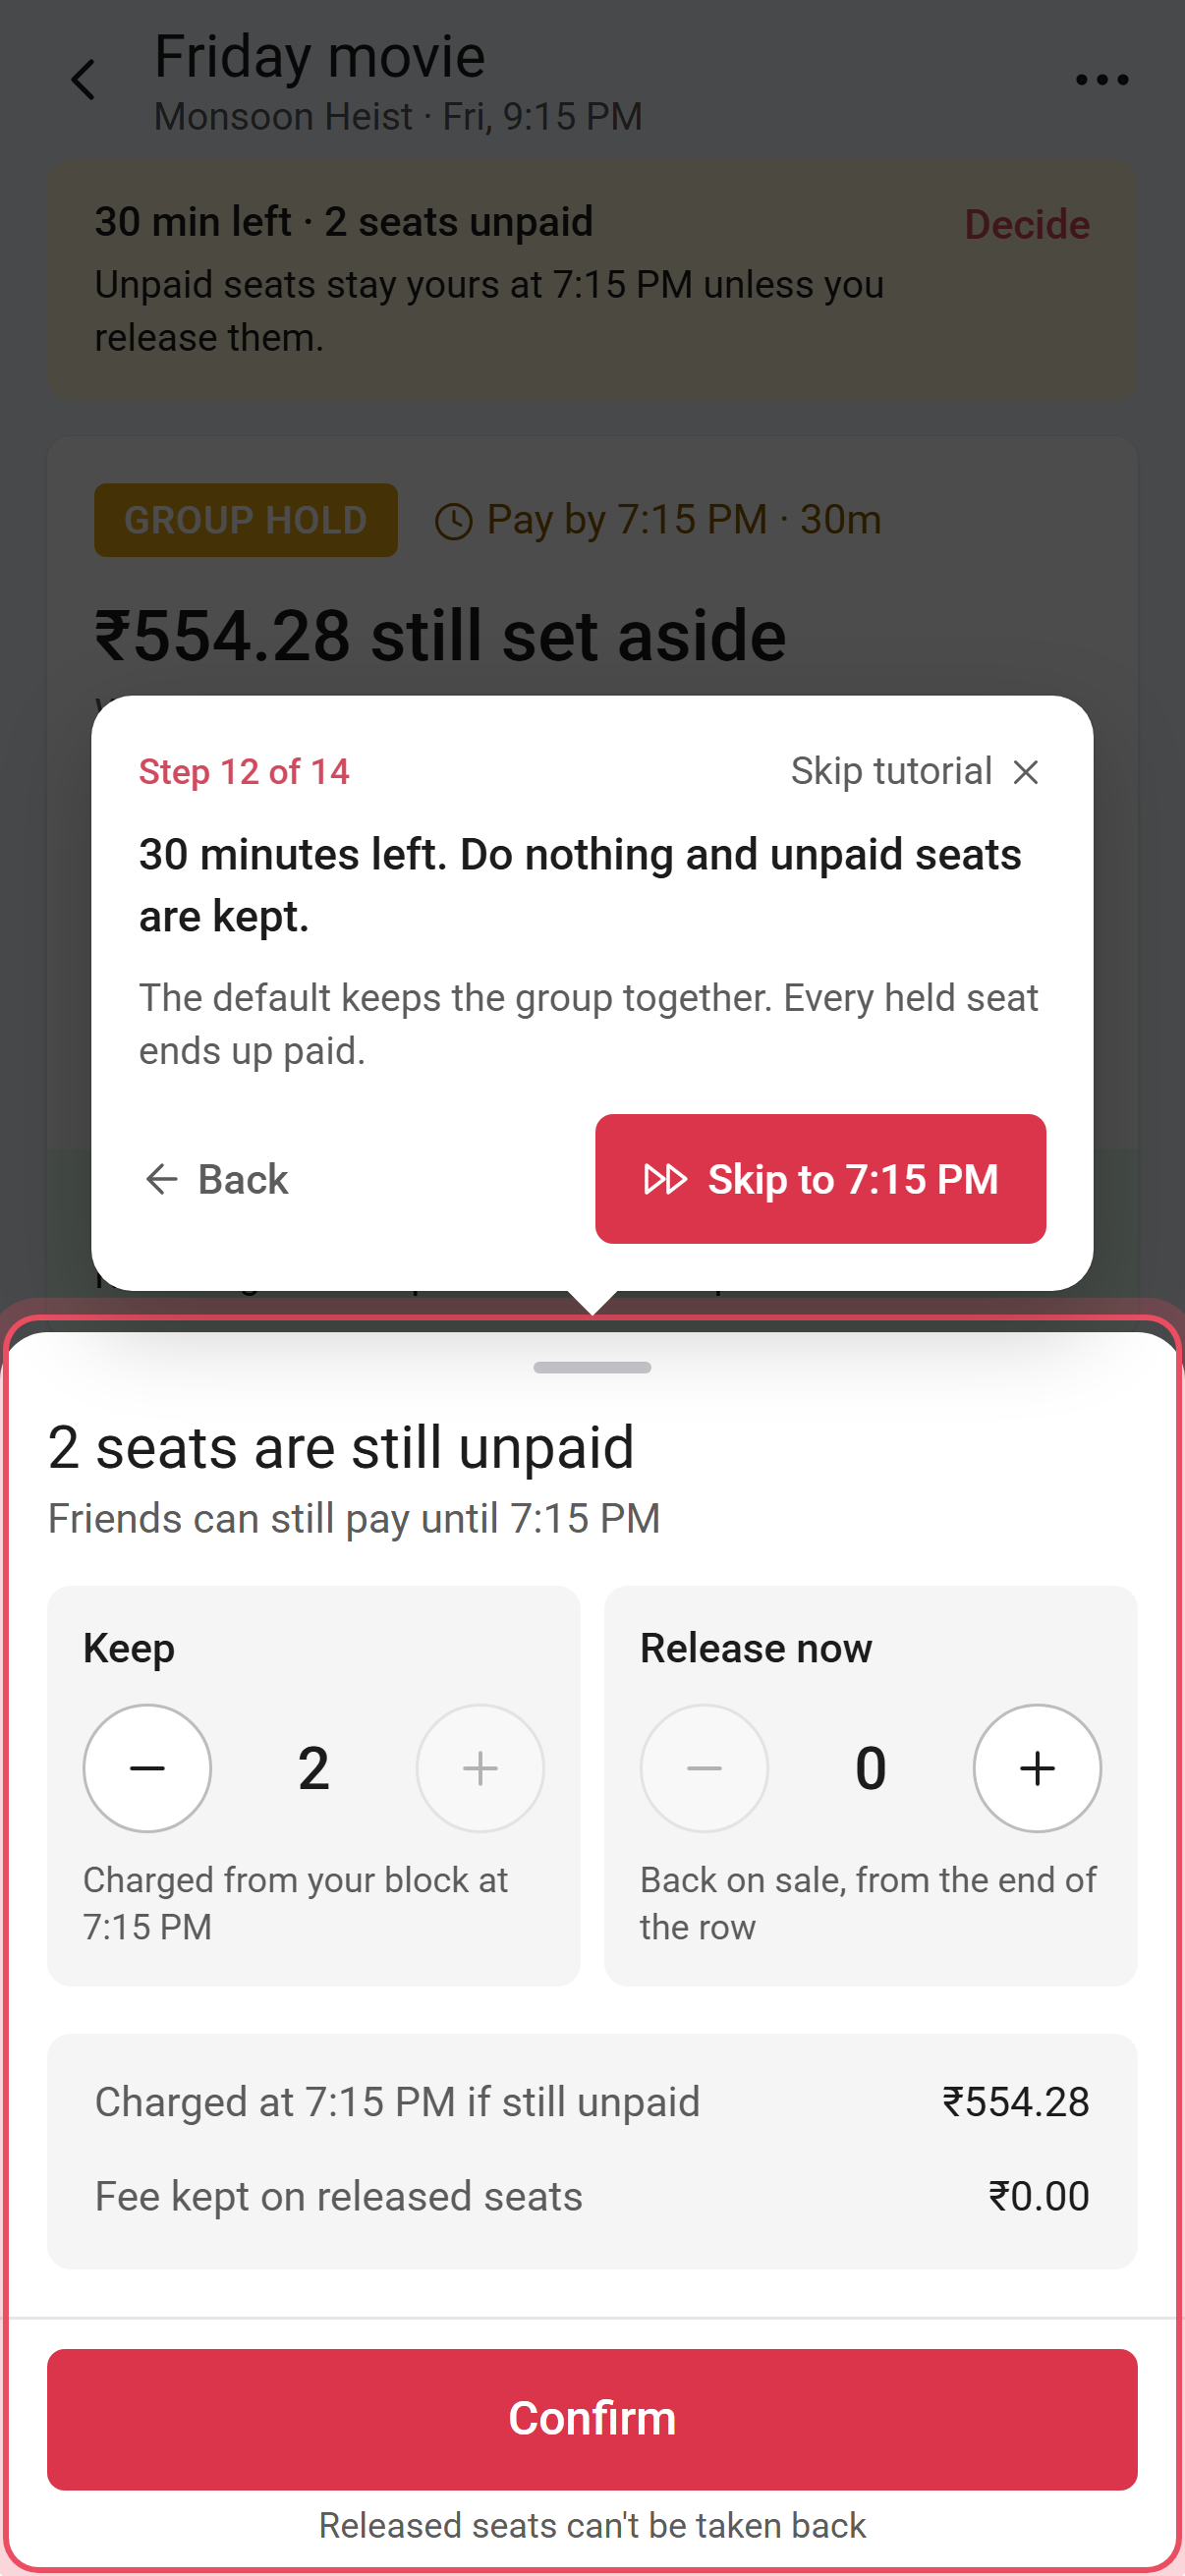 Friday movie
Monsoon Heist · Fri, 9:15 PM
30 min left · 2 seats unpaid
Decide
Unpaid seats stay yours at 7:15 PM unless you
release them.
GROUP HOLD
Pay by 7:15 PM · 30m
₹554.28 still set aside
Step 12 of 14
Skip tutorial
30 minutes left. Do nothing and unpaid seats
are kept.
The default keeps the group together. Every held seat
ends up paid.
Back
Skip to 7:15 PM
2 seats are still unpaid
Friends can still pay until 7:15 PM
Keep
2
Charged from your block at
7:15 PM
Release now
0
Back on sale, from the end of
the row
Charged at 7:15 PM if still unpaid
₹554.28
Fee kept on released seats
₹0.00
Confirm
Released seats can't be taken back